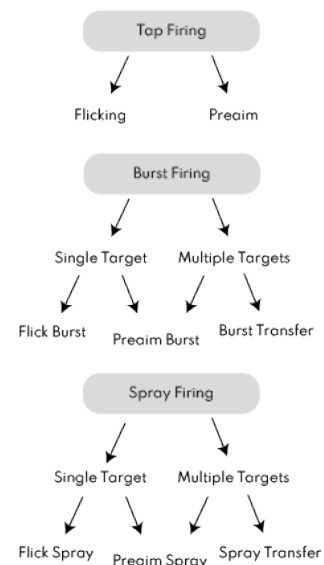 Tap Firing
Flicking Preaim
Burst Firing
Single Target Multiple Targets
Flick Burst Preaim Burst Burst Transfer
Spray Firing
Single Target Multiple Targets
Flick Spray Preaim Spray Spray Transfer